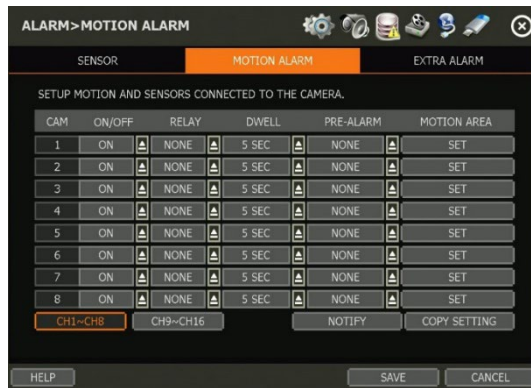 ALARM>MOTION ALARM
SENSOR MOTION ALARM EXTRA ALARM
SETUP MOTION AND SENSORS CONNECTED TO THE CAMERA.
CAM ON/OFF RELAY DWELL PRE-ALARM MOTION AREA
1 ON NONE 5 SEC NONE SET
2 ON NONE 5 SEC NONE SET
3 ON NONE 5 SEC NONE SET
4 ON NONE 5 SEC NONE SET
5 ON NONE 5 SEC NONE SET
6 ON NONE 5 SEC NONE SET
7 ON NONE 5 SEC NONE SET
8 ON NONE 5 SEC NONE SET
CH1~CH8 CH9~CH16 NOTIFY COPY SETTING
HELP SAVE CANCEL